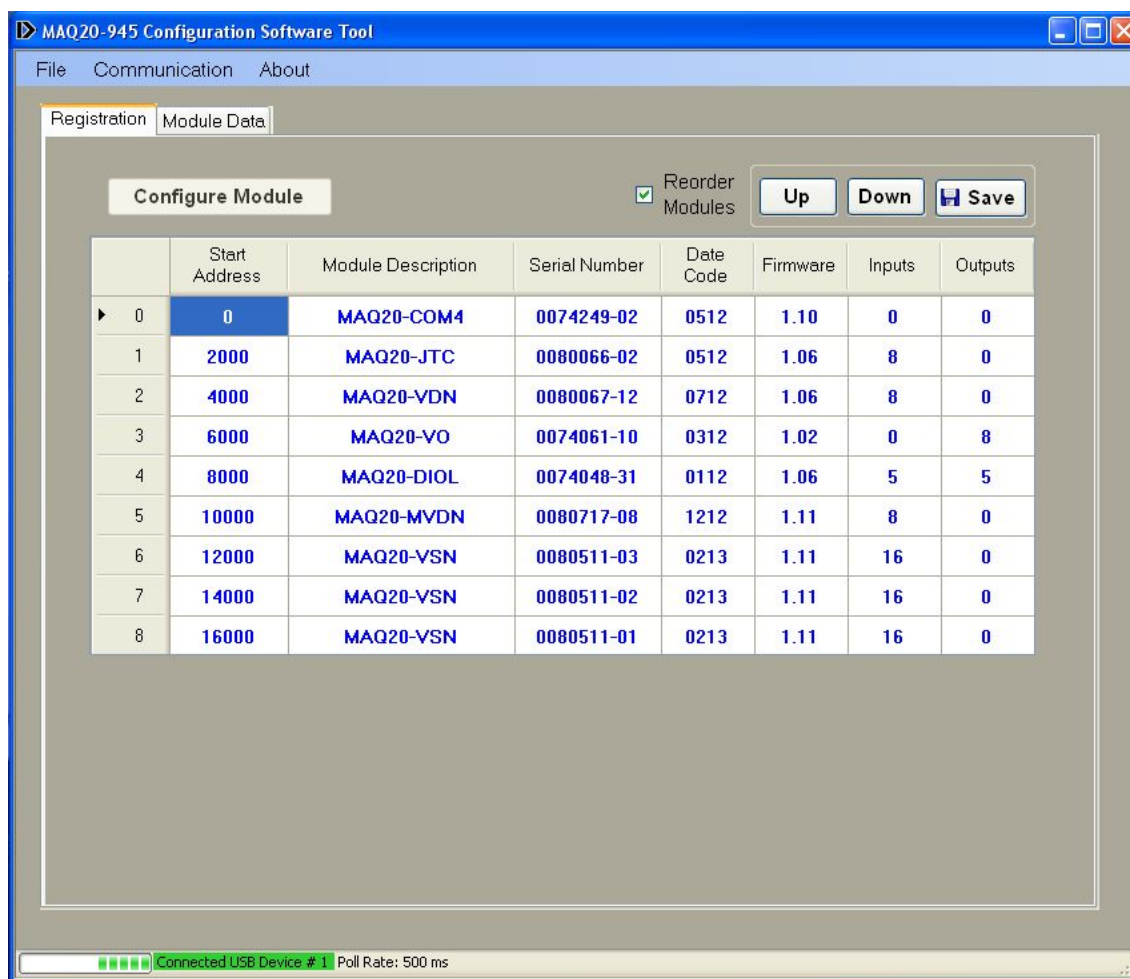 MAQ20-945 Configuration Software Tool
File Communication About
Registration Module Data
Configure Module Reorder Modules Up Down Save
Start Address Module Description Serial Number Date Code Firmware Inputs Outputs
0 0 MAQ20-COM4 0074249-02 0512 1.10 0 0
1 2000 MAQ20-JTC 0080066-02 0512 1.06 8 0
2 4000 MAQ20-VDN 0080067-12 0712 1.06 8 0
3 6000 MAQ20-VO 0074061-10 0312 1.02 0 8
4 8000 MAQ20-DIOL 0074048-31 0112 1.06 5 5
5 10000 MAQ20-MVDN 0080717-08 1212 1.11 8 0
6 12000 MAQ20-VSN 0080511-03 0213 1.11 16 0
7 14000 MAQ20-VSN 0080511-02 0213 1.11 16 0
8 16000 MAQ20-VSN 0080511-01 0213 1.11 16 0
Connected USB Device # 1 Poll Rate: 500 ms